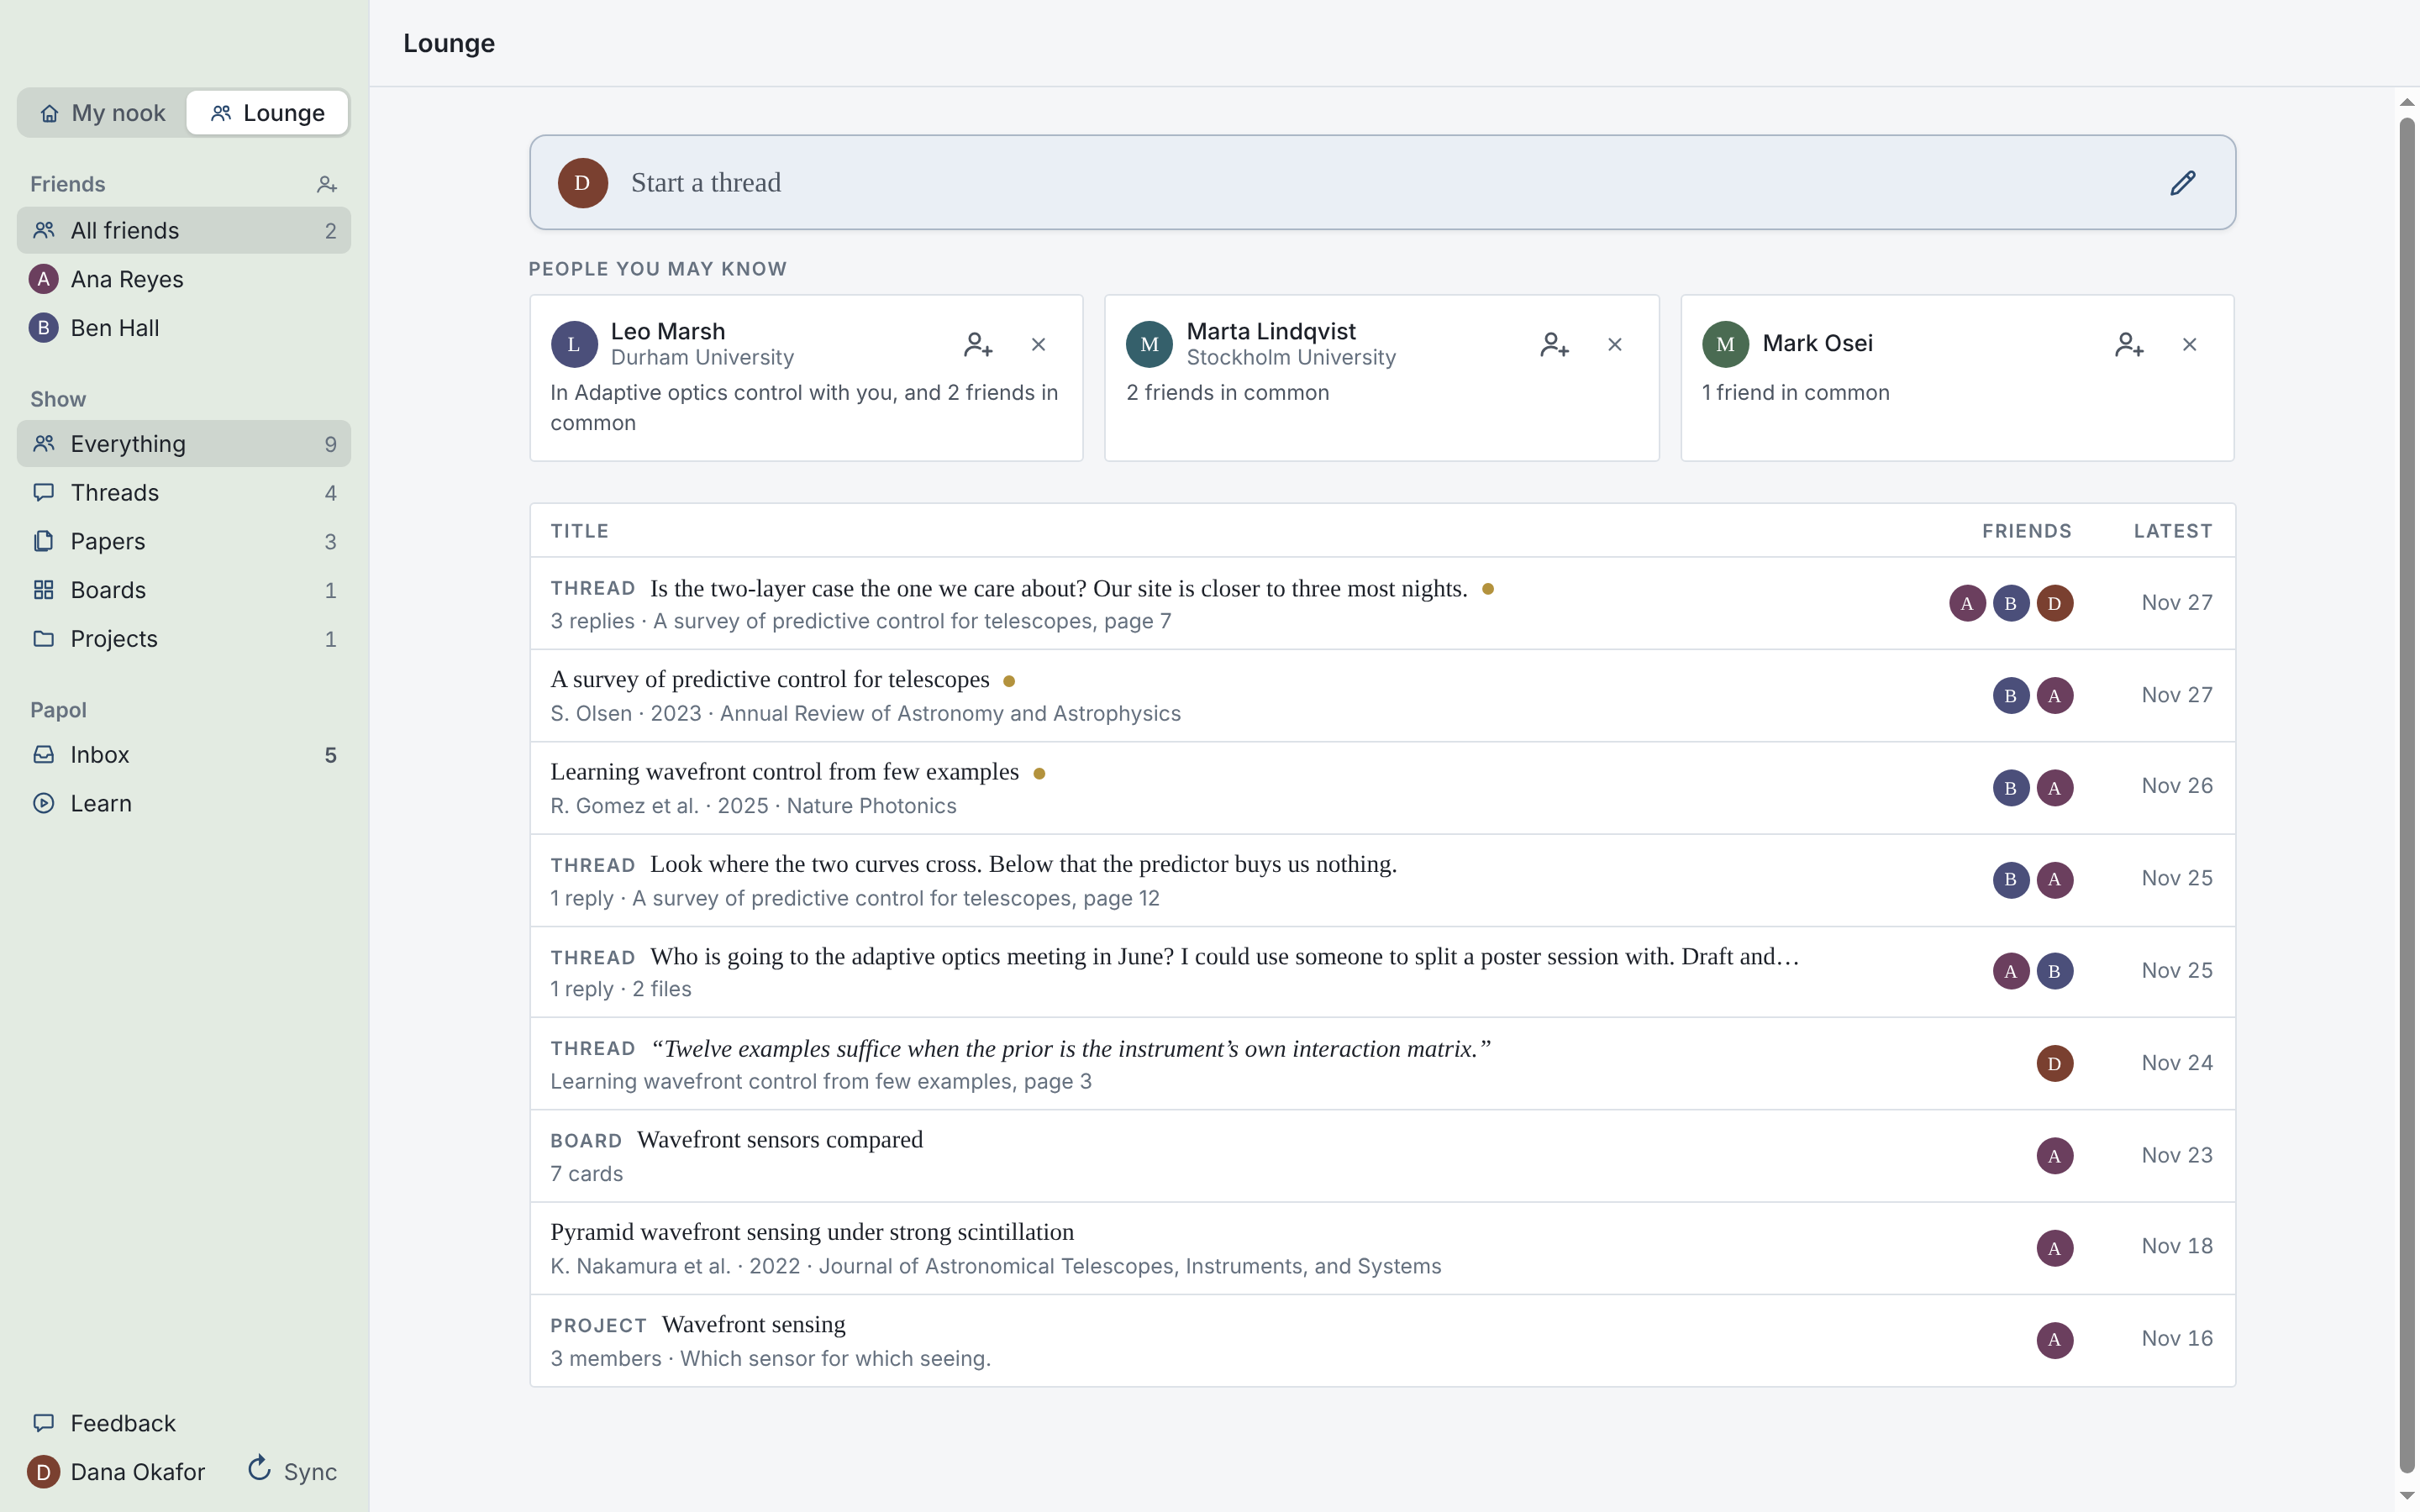 Lounge
My nook
Lounge
Friends
All friends 2
A Ana Reyes
B Ben Hall
Show
Everything 9
Threads 4
Papers 3
Boards 1
Projects 1
Papol
Inbox 5
Learn
Feedback
D Dana Okafor Sync
D Start a thread
PEOPLE YOU MAY KNOW
L Leo Marsh
Durham University
In Adaptive optics control with you, and 2 friends in
common
M Marta Lindqvist
Stockholm University
2 friends in common
M Mark Osei
1 friend in common
TITLE FRIENDS LATEST
THREAD Is the two-layer case the one we care about? Our site is closer to three most nights.
3 replies · A survey of predictive control for telescopes, page 7
A B D Nov 27
A survey of predictive control for telescopes
S. Olsen · 2023 · Annual Review of Astronomy and Astrophysics
B A Nov 27
Learning wavefront control from few examples
R. Gomez et al. · 2025 · Nature Photonics
B A Nov 26
THREAD Look where the two curves cross. Below that the predictor buys us nothing.
1 reply · A survey of predictive control for telescopes, page 12
B A Nov 25
THREAD Who is going to the adaptive optics meeting in June? I could use someone to split a poster session with. Draft and…
1 reply · 2 files
A B Nov 25
THREAD “Twelve examples suffice when the prior is the instrument’s own interaction matrix.”
Learning wavefront control from few examples, page 3
D Nov 24
BOARD Wavefront sensors compared
7 cards
A Nov 23
Pyramid wavefront sensing under strong scintillation
K. Nakamura et al. · 2022 · Journal of Astronomical Telescopes, Instruments, and Systems
A Nov 18
PROJECT Wavefront sensing
3 members · Which sensor for which seeing.
A Nov 16